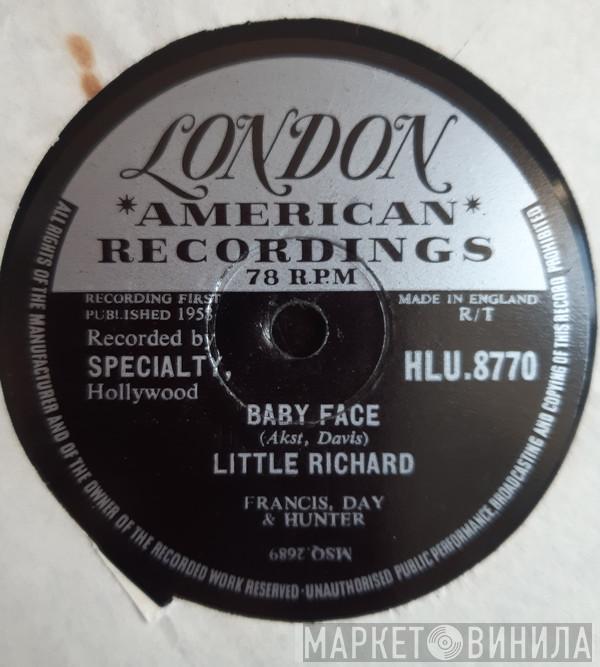 LONDON
*AMERICAN*
RECORDINGS
78 R.P.M
RECORDING FIRST
PUBLISHED 1958
MADE IN ENGLAND
R/T
Recorded by
SPECIALTY,
Hollywood
HLU.8770
BABY FACE
(Akst, Davis)
LITTLE RICHARD
FRANCIS, DAY
& HUNTER
MSQ.2689
ALL RIGHTS OF THE MANUFACTURER AND OF THE OWNER OF THE RECORDED WORK RESERVED · UNAUTHORISED PUBLIC PERFORMANCE, BROADCASTING AND COPYING OF THIS RECORD PROHIBITED
МАРКЕТ ВИНИЛА